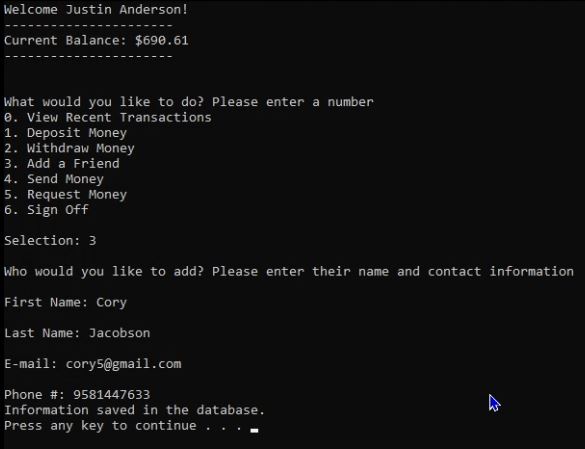 Welcome Justin Anderson!
----------------------
Current Balance: $690.61
----------------------
What would you like to do? Please enter a number
0. View Recent Transactions
1. Deposit Money
2. Withdraw Money
3. Add a Friend
4. Send Money
5. Request Money
6. Sign Off
Selection: 3
Who would you like to add? Please enter their name and contact information
First Name: Cory
Last Name: Jacobson
E-mail: cory5@gmail.com
Phone #: 9581447633
Information saved in the database.
Press any key to continue . . .